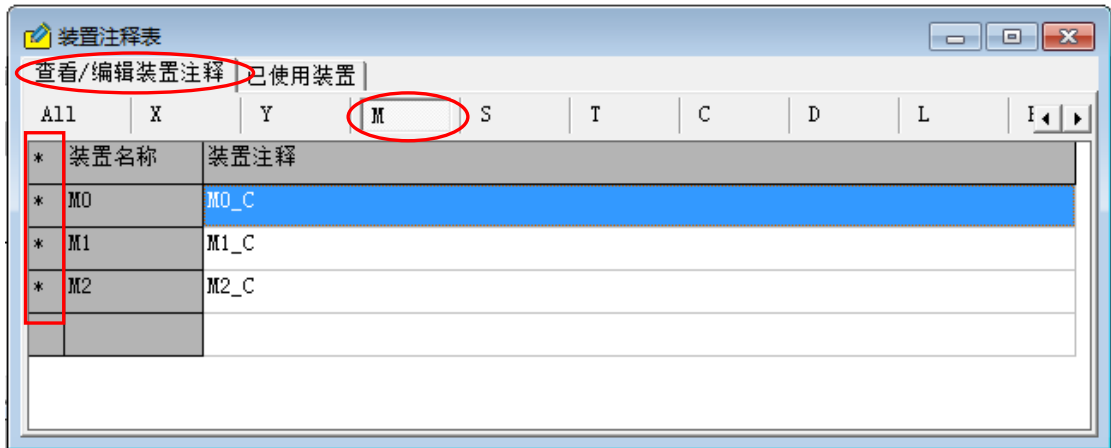 装置注释表
查看/编辑装置注释 已使用装置
All X Y M S T C D L
* 装置名称 装置注释
* M0 M0_C
* M1 M1_C
* M2 M2_C